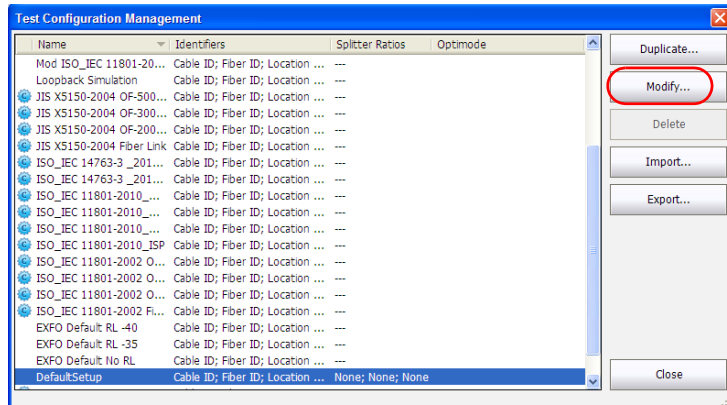 Test Configuration Management
Name Identifiers Splitter Ratios Optimode
Mod ISO_IEC 11801-20... Cable ID; Fiber ID; Location ... ---
Loopback Simulation Cable ID; Fiber ID; Location ... ---
JIS X5150-2004 OF-500... Cable ID; Fiber ID; Location ... ---
JIS X5150-2004 OF-300... Cable ID; Fiber ID; Location ... ---
JIS X5150-2004 OF-200... Cable ID; Fiber ID; Location ... ---
JIS X5150-2004 Fiber Link Cable ID; Fiber ID; Location ... ---
ISO_IEC 14763-3 _201... Cable ID; Fiber ID; Location ... ---
ISO_IEC 14763-3 _201... Cable ID; Fiber ID; Location ... ---
ISO_IEC 11801-2010_... Cable ID; Fiber ID; Location ... ---
ISO_IEC 11801-2010_... Cable ID; Fiber ID; Location ... ---
ISO_IEC 11801-2010_... Cable ID; Fiber ID; Location ... ---
ISO_IEC 11801-2010_ISP Cable ID; Fiber ID; Location ... ---
ISO_IEC 11801-2002 O... Cable ID; Fiber ID; Location ... ---
ISO_IEC 11801-2002 O... Cable ID; Fiber ID; Location ... ---
ISO_IEC 11801-2002 O... Cable ID; Fiber ID; Location ... ---
ISO_IEC 11801-2002 Fi... Cable ID; Fiber ID; Location ... ---
EXFO Default RL -40 Cable ID; Fiber ID; Location ... ---
EXFO Default RL -35 Cable ID; Fiber ID; Location ... ---
EXFO Default No RL Cable ID; Fiber ID; Location ... ---
DefaultSetup Cable ID; Fiber ID; Location ... None; None; None
Duplicate...
Modify...
Delete
Import...
Export...
Close